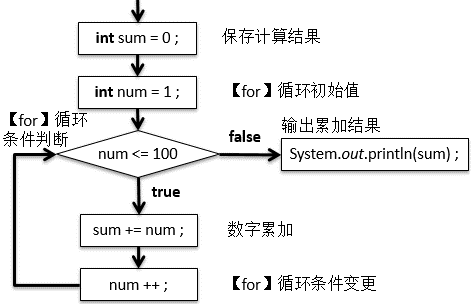 int sum = 0 ;
保存计算结果
int num = 1 ;
【for】循环初始值
【for】循环
条件判断
num <= 100
false
输出累加结果
System.out.println(sum) ;
true
sum += num ;
数字累加
num ++ ;
【for】循环条件变更